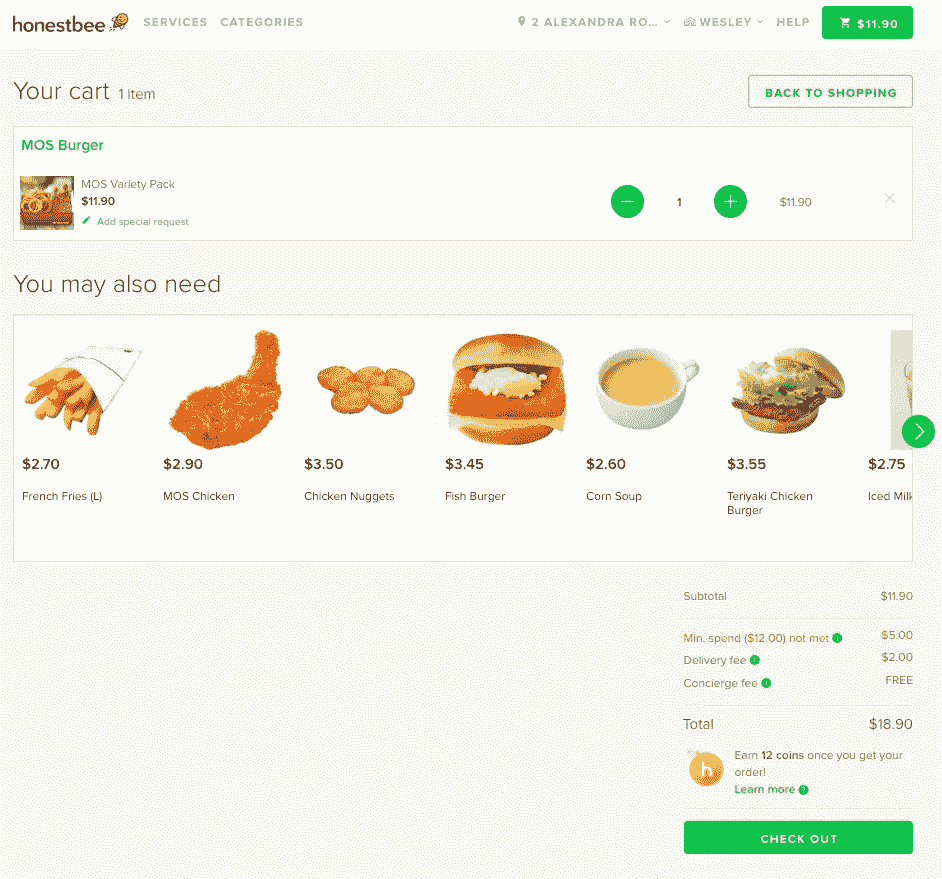 honestbee SERVICES CATEGORIES 2 ALEXANDRA RO... WESLEY HELP $11.90
Your cart 1 item
BACK TO SHOPPING
MOS Burger
MOS Variety Pack
$11.90
Add special request
1
$11.90
You may also need
$2.70 $2.90 $3.50 $3.45 $2.60 $3.55 $2.75
French Fries (L) MOS Chicken Chicken Nuggets Fish Burger Corn Soup Teriyaki Chicken Iced Milk
Burger
Subtotal $11.90
Min. spend ($12.00) not met $5.00
Delivery fee $2.00
Concierge fee FREE
Total $18.90
h
Earn 12 coins once you get your
order!
Learn more ?
CHECK OUT